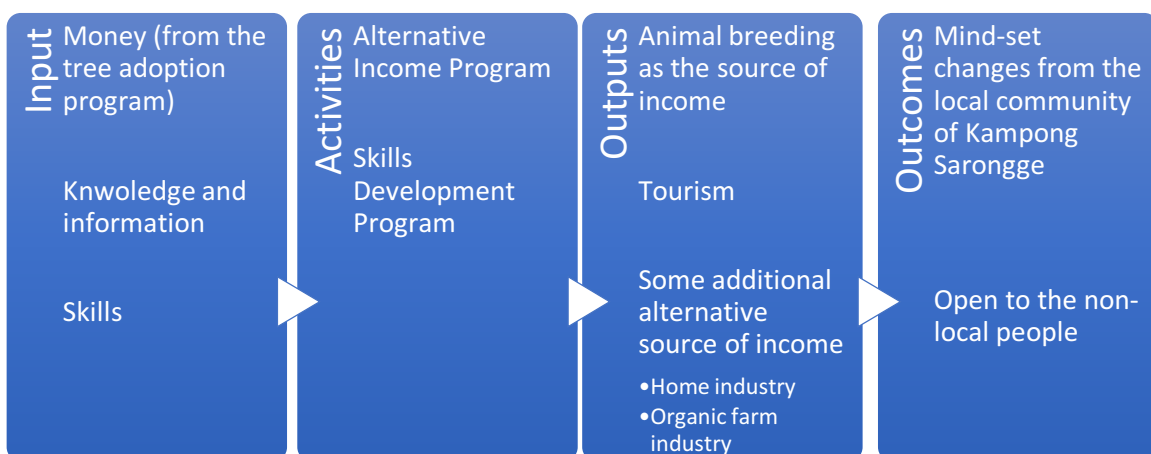 Input
Money (from the
tree adoption
program)
Knwoledge and
information
Skills
Activities
Alternative
Income Program
Skills
Development
Program
Outputs
Animal breeding
as the source of
income
Tourism
Some additional
alternative
source of income
•Home industry
•Organic farm
industry
Outcomes
Mind-set
changes from the
local community
of Kampong
Sarongge
Open to the non-
local people